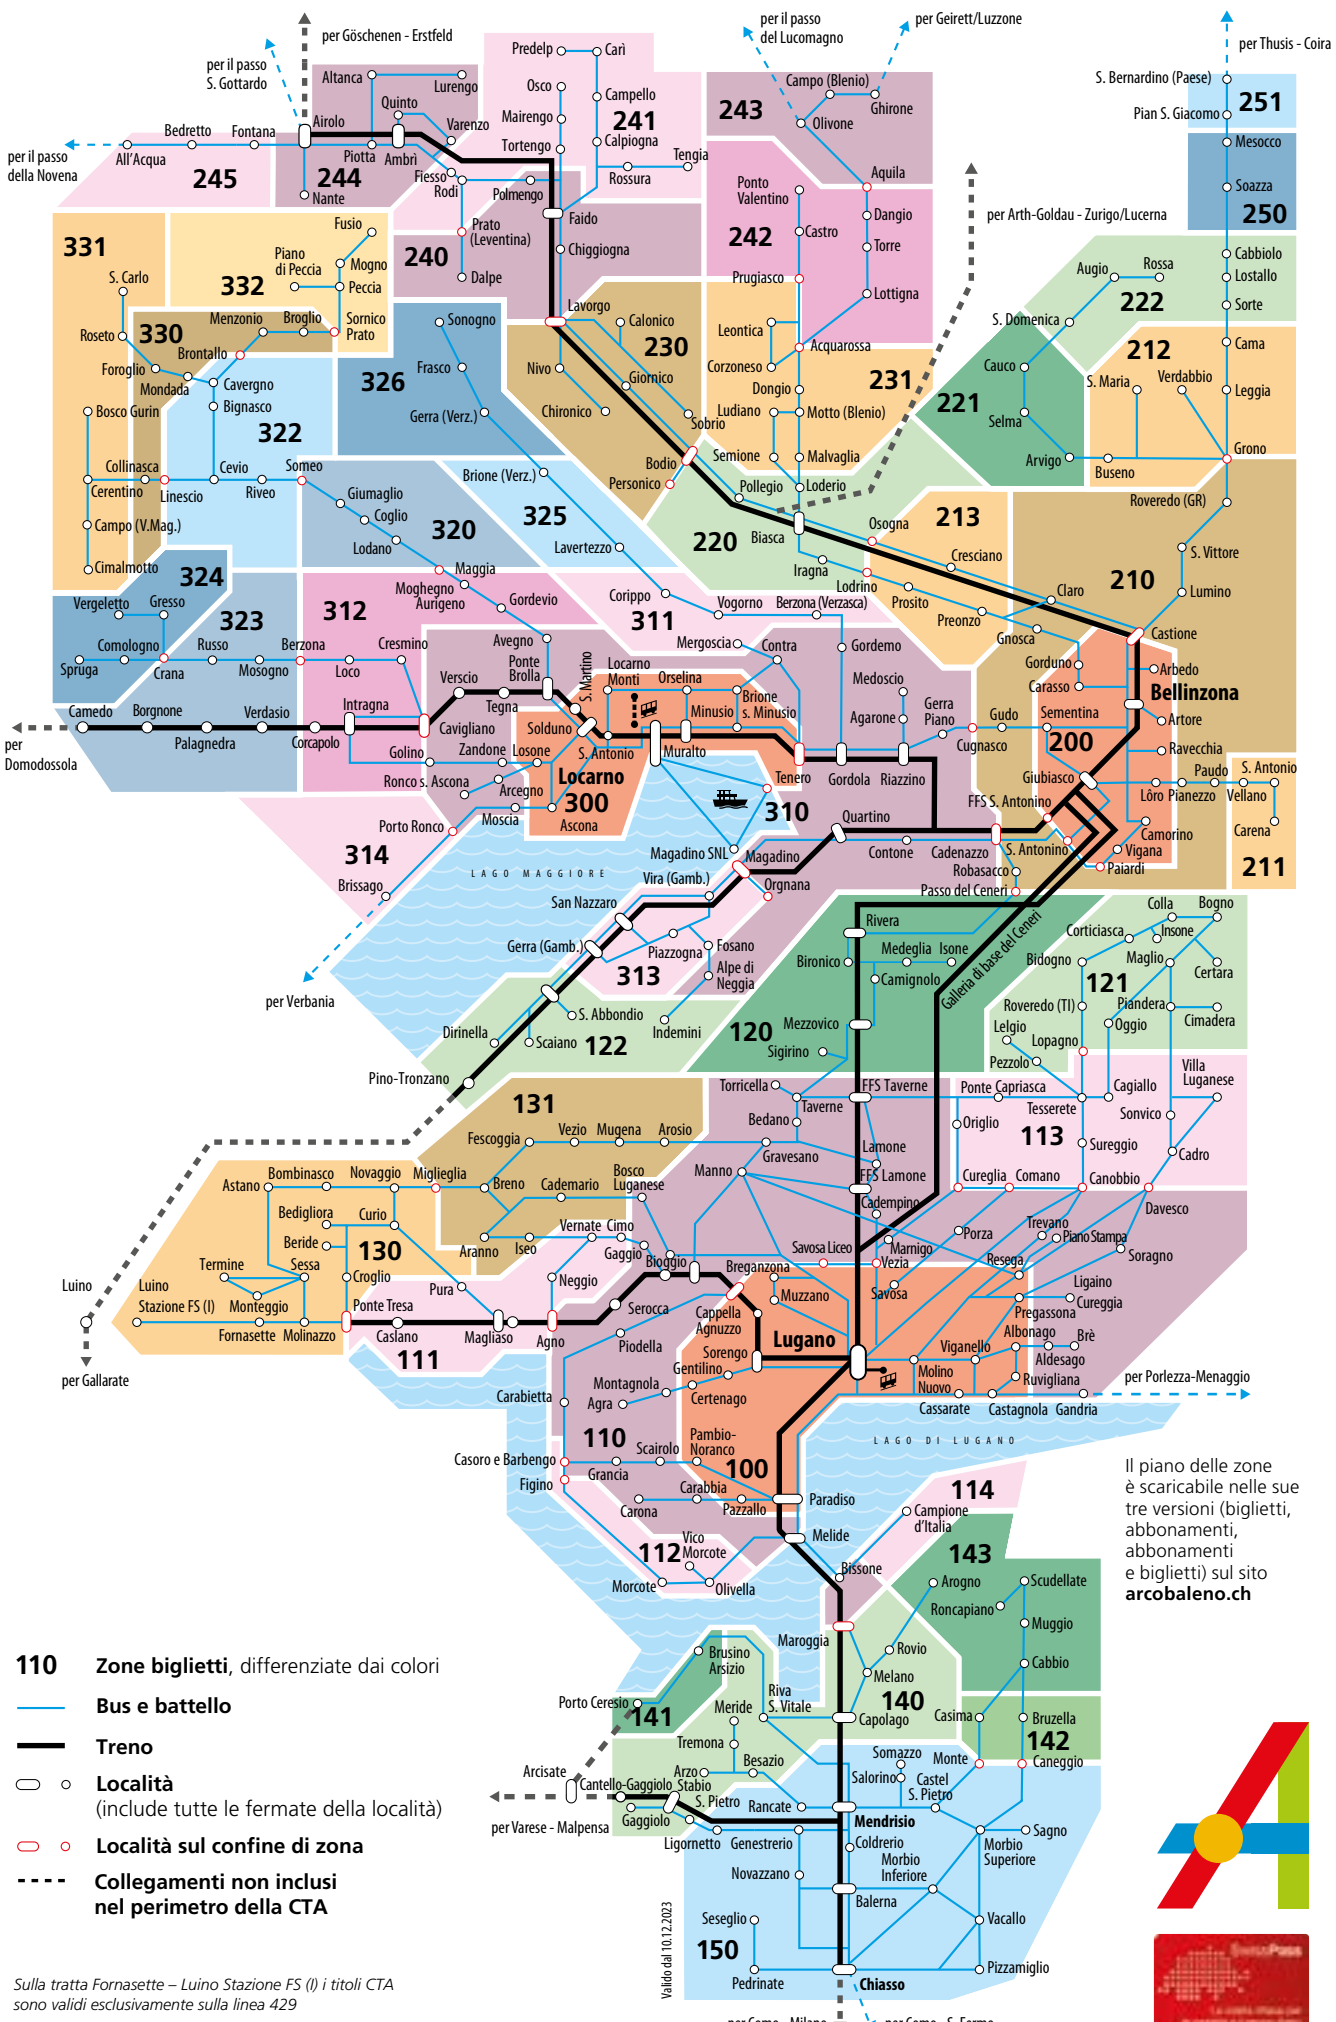 per Göschenen - Erstfeld
per il passo
S. Gottardo
per il passo
del Lucomagno
per Geirett/Luzzone
per Thusis - Coira
per il passo
della Novena
per Arth-Goldau - Zurigo/Lucerna
Predelp
Carì
Altanca
Lurengo
Osco
Campello
Campo (Blenio)
Ghirone
243
S. Bernardino (Paese)
251
Quinto
Mairengo
241
Olivone
Pian S. Giacomo
Airolo
Varenzo
Bedretto
Fontana
Tortengo
Calpiogna
Mesocco
All'Acqua
Piotta
Ambrì
Tengia
245
244
Fiesso
Rodi
Polmengo
Rossura
Aquila
Soazza
250
Nante
Ponto
Valentino
Faido
Dangio
331
Fusio
Prato
(Leventina)
242
Castro
Torre
Chiggiogna
Cabbiolo
240
Piano
di Peccia
Mogno
Augio
Rossa
S. Carlo
332
Peccia
Dalpe
Prugiasco
Lostallo
222
Lottigna
Sorte
Lavorgo
Menzonio
Broglio
Sornico
Prato
Sonogno
Calonico
S. Domenica
330
Roseto
Leontica
230
Acquarossa
212
Cama
Brontallo
Frasco
326
Foroglio
Mondada
Nivo
Giornico
Corzoneso
Cauco
S. Maria
Verdabbio
Cavergno
Dongio
231
Leggia
Bosco Gurin
Bignasco
Gerra (Verz.)
Chironico
Sobrio
Ludiano
Motto (Blenio)
221
Selma
322
Collinasca
Cevio
Someo
Bodio
Semione
Malvaglia
Arvigo
Buseno
Grono
Cerentino
Linescio
Riveo
Brione (Verz.)
Personico
Pollegio
Loderio
Giumaglio
Roveredo (GR)
Campo (V.Mag.)
Coglio
320
325
Osogna
213
Lodano
Lavertezzo
220
Biasca
Cresciano
S. Vittore
Cimalmotto
324
Maggia
Iragna
210
Vergeletto
Gresso
Moghegno
Aurigeno
Lodrino
Claro
Lumino
323
312
Gordevio
Corippo
311
Vogorno
Berzona (Verzasca)
Prosito
Preonzo
Comologno
Russo
Berzona
Cresmino
Avegno
Mergoscia
Gnosca
Castione
Spruga
Crana
Mosogno
Loco
Ponte
Brolla
S. Martino
Locarno
Monti
Orselina
Contra
Gordemo
Gorduno
Arbedo
Verscio
Medoscio
Carasso
Bellinzona
Intragna
Tegna
Brione
s. Minusio
Gerra
Piano
Camedo
Borgnone
Verdasio
Cavigliano
Solduno
Minusio
Agarone
Gudo
Sementina
Artore
per
Domodossola
Palagnedra
Corcapolo
Golino
Zandone
Losone
S. Antonio
Muralto
Cugnasco
200
Ravecchia
Ronco s. Ascona
Locarno
300
Tenero
Gordola
Riazzino
Giubiasco
Paudo
S. Antonio
Arcegno
Ascona
310
Lôro
Pianezzo
Vellano
Porto Ronco
Moscia
Quartino
FFS S. Antonino
Camorino
Carena
314
Magadino SNL
Magadino
Contone
Cadenazzo
S. Antonino
Vigana
211
LAGO MAGGIORE
Robasacco
Paiardi
Brissago
Vira (Gamb.)
Orgnana
Passo del Ceneri
San Nazzaro
Rivera
Colla
Bogno
Galleria di base del Ceneri
Gerra (Gamb.)
Piazzogna
Fosano
Medeglia
Isone
Corticiasca
Insone
per Verbania
313
Alpe di
Neggia
Bironico
Camignolo
Bidogno
Maglio
Certara
121
S. Abbondio
Indemini
Roveredo (TI)
Piandera
Cimadera
Dirinella
Scaiano
122
120
Mezzovico
Lelgio
Lopagno
Oggio
Sigirino
Pezzolo
Villa
Luganese
Pino-Tronzano
131
Torricella
FFS Taverne
Ponte Capriasca
Cagiallo
Taverne
Tesserete
Sonvico
Fescoggia
Vezio
Mugena
Arosio
Bedano
Origlio
113
Gravesano
Lamone
Sureggio
Cadro
Bombinasco
Novaggio
Miglieglia
Bosco
Luganese
Manno
FFS Lamone
Cureglia
Comano
Canobbio
Astano
Breno
Cademario
Cadempino
Davesco
Bedigliora
Curio
Vernate
Cimo
Trevano
Piano Stampa
Beride
130
Aranno
Iseo
Gaggio
Bioggio
Savosa Liceo
Marnigo
Porza
Soragno
Termine
Sessa
Croglio
Neggio
Breganzona
Vezia
Resega
Luino
Luino
Stazione FS (I)
Monteggio
Pura
Muzzano
Savosa
Ligaino
Cureggia
Fornasette
Molinazzo
Ponte Tresa
Caslano
Magliaso
Agno
Serocca
Cappella
Agnuzzo
Lugano
Pregassona
Albonago
Brè
111
Piodella
Sorengo
Viganello
Aldesago
per Gallarate
Gentilino
Molino
Nuovo
Ruvigliana
per Porlezza-Menaggio
Carabietta
Montagnola
Agra
Certenago
Cassarate
Castagnola
Gandria
110
Scairolo
Pambio-
Noranco
LAGO DI LUGANO
Casoro e Barbengo
Grancia
100
Figino
Carabbia
Paradiso
114
Carona
Pazzallo
Campione
d'Italia
112
Vico
Morcote
Melide
143
Bissone
Arogno
Scudellate
Morcote
Olivella
Roncapiano
Muggio
Maroggia
Rovio
Brusino
Arsizio
Cabbio
Melano
Porto Ceresio
141
Meride
Riva
S. Vitale
140
Capolago
Casima
Bruzella
142
Tremona
Somazzo
Monte
Caneggio
Arcisate
Arzo
Besazio
Salorino
Castel
S. Pietro
Cantello-Gaggiolo
Stabio
S. Pietro
Rancate
Mendrisio
per Varese - Malpensa
Gaggiolo
Ligornetto
Genestrerio
Coldrerio
Sagno
Morbio
Superiore
Novazzano
Morbio
Inferiore
Balerna
Seseglio
Vacallo
150
Pedrinate
Chiasso
Pizzamiglio
Valido dal 10.12.2023
per Como - Milano
per Como - S. Fermo
Il piano delle zone
è scaricabile nelle sue
tre versioni (biglietti,
abbonamenti,
abbonamenti
e biglietti) sul sito
arcobaleno.ch
110 Zone biglietti, differenziate dai colori
Bus e battello
Treno
Località
(include tutte le fermate della località)
Località sul confine di zona
Collegamenti non inclusi
nel perimetro della CTA
Sulla tratta Fornasette – Luino Stazione FS (I) i titoli CTA
sono validi esclusivamente sulla linea 429
SwissPass